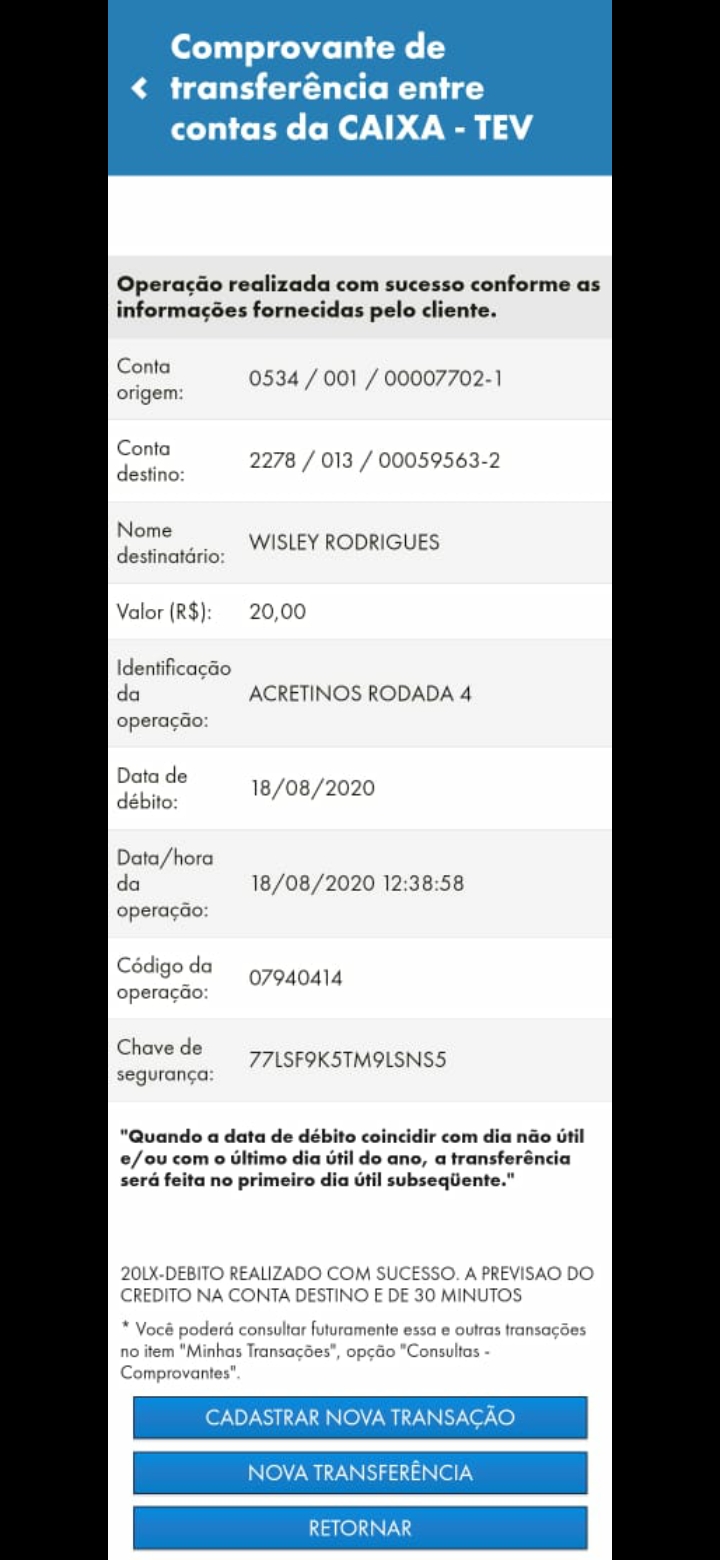 Comprovante de
transferência entre
contas da CAIXA - TEV
Operação realizada com sucesso conforme as
informações fornecidas pelo cliente.
Conta
origem:
0534 / 001 / 00007702-1
Conta
destino:
2278 / 013 / 00059563-2
Nome
destinatário:
WISLEY RODRIGUES
Valor (R$):
20,00
Identificação
da
operação:
ACRETINOS RODADA 4
Data de
débito:
18/08/2020
Data/hora
da
operação:
18/08/2020 12:38:58
Código da
operação:
07940414
Chave de
segurança:
77LSF9K5TM9LSNS5
"Quando a data de débito coincidir com dia não útil
e/ou com o último dia útil do ano, a transferência
será feita no primeiro dia útil subseqüente."
20LX-DEBITO REALIZADO COM SUCESSO. A PREVISAO DO
CREDITO NA CONTA DESTINO E DE 30 MINUTOS
* Você poderá consultar futuramente essa e outras transações
no item "Minhas Transações", opção "Consultas -
Comprovantes".
CADASTRAR NOVA TRANSAÇÃO
NOVA TRANSFERÊNCIA
RETORNAR